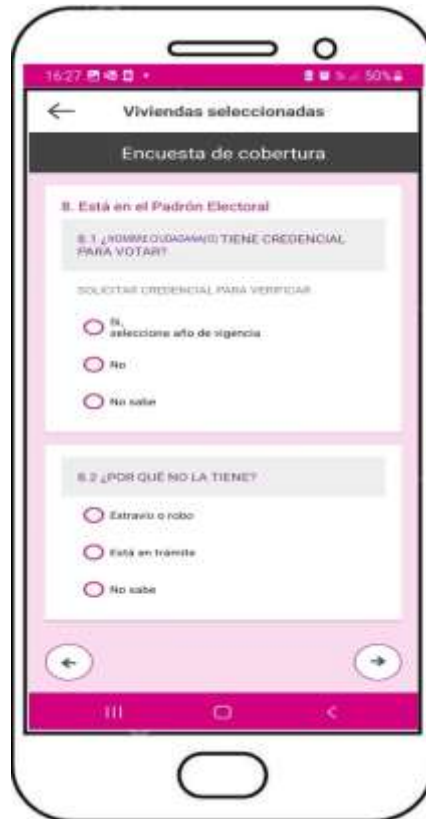 16:27
50%
Viviendas seleccionadas
Encuesta de cobertura
8. Está en el Padrón Electoral
8.1 ¿NOMBRE CIUDADANA(O) TIENE CREDENCIAL
PARA VOTAR?
SOLICITAR CREDENCIAL PARA VERIFICAR
Si,
seleccione año de vigencia
No
No sabe
8.2 ¿POR QUÉ NO LA TIENE?
Extravío o robo
Está en trámite
No sabe